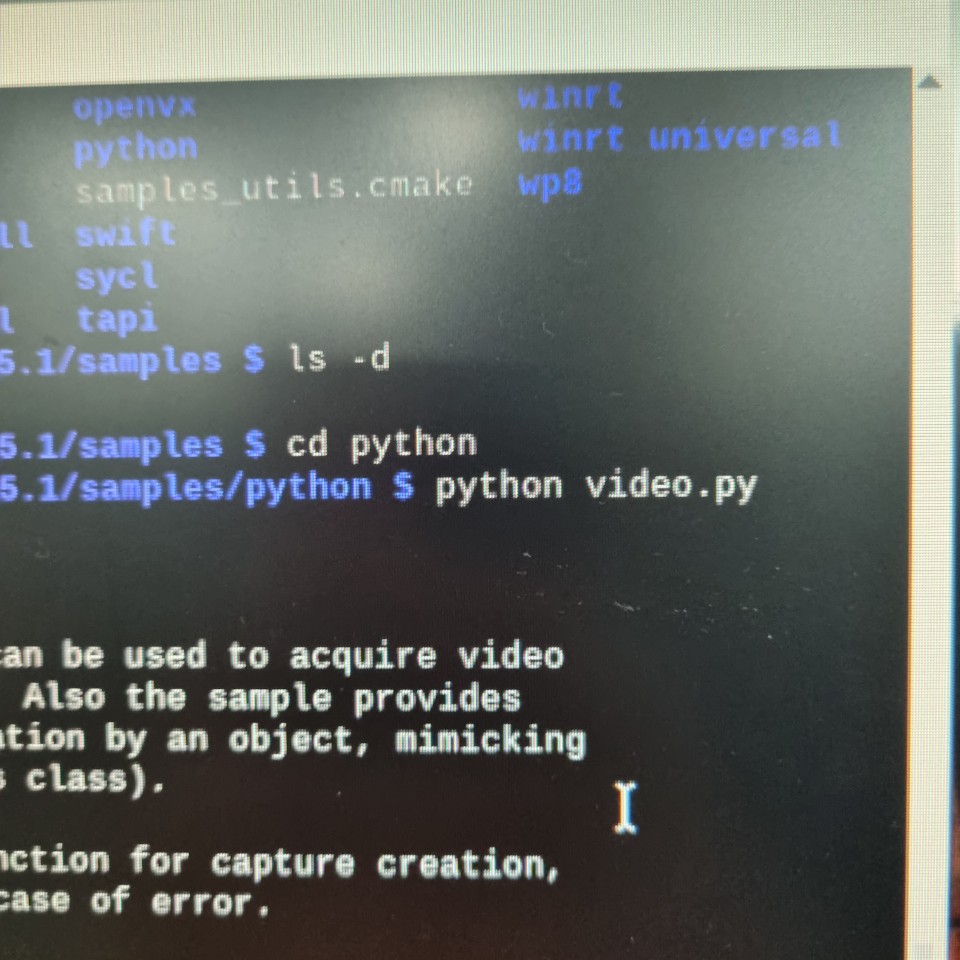 openvx winrt
python winrt universal
samples_utils.cmake wp8
ll swift
sycl
l tapi
5.1/samples $ ls -d
5.1/samples $ cd python
5.1/samples/python $ python video.py
can be used to acquire video
Also the sample provides
ation by an object, mimicking
s class).
nction for capture creation,
case of error.